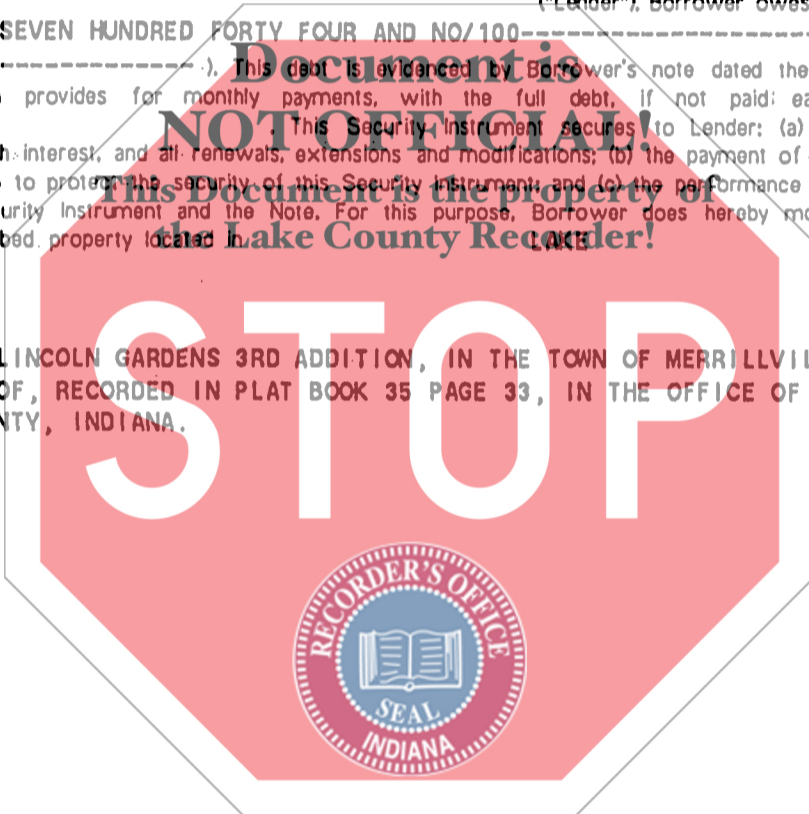 ("Lender"). Borrower owes
SEVEN HUNDRED FORTY FOUR AND NO/100--------------------
---------------- ). This debt is evidenced by Borrower's note dated the
provides for monthly payments, with the full debt, if not paid ea
. This Security Instrument secures to Lender: (a)
h interest, and all renewals, extensions and modifications; (b) the payment of
to protect the security of this Security Instrument; and (c) the performance
urity Instrument and the Note. For this purpose, Borrower does hereby mo
bed property located in LAKE
Document is
NOT OFFICIAL!
This Document is the property of
the Lake County Recorder!
LINCOLN GARDENS 3RD ADDITION, IN THE TOWN OF MERRILLVIL
OF, RECORDED IN PLAT BOOK 35 PAGE 33, IN THE OFFICE OF
NTY, INDIANA.
STOP
RECORDER'S OFFICE
SEAL
INDIANA